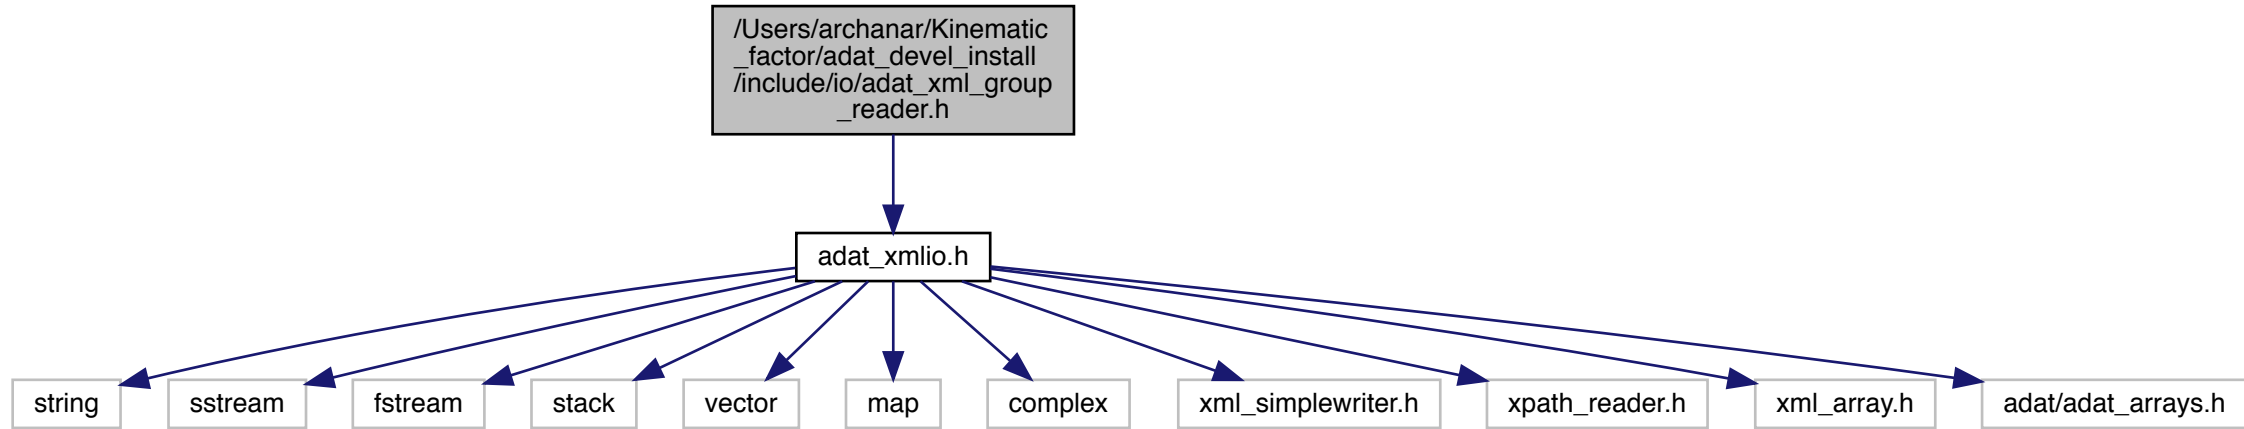 /Users/archanar/Kinematic
_factor/adat_devel_install
/include/io/adat_xml_group
_reader.h
adat_xmlio.h
string
sstream
fstream
stack
vector
map
complex
xml_simplewriter.h
xpath_reader.h
xml_array.h
adat/adat_arrays.h